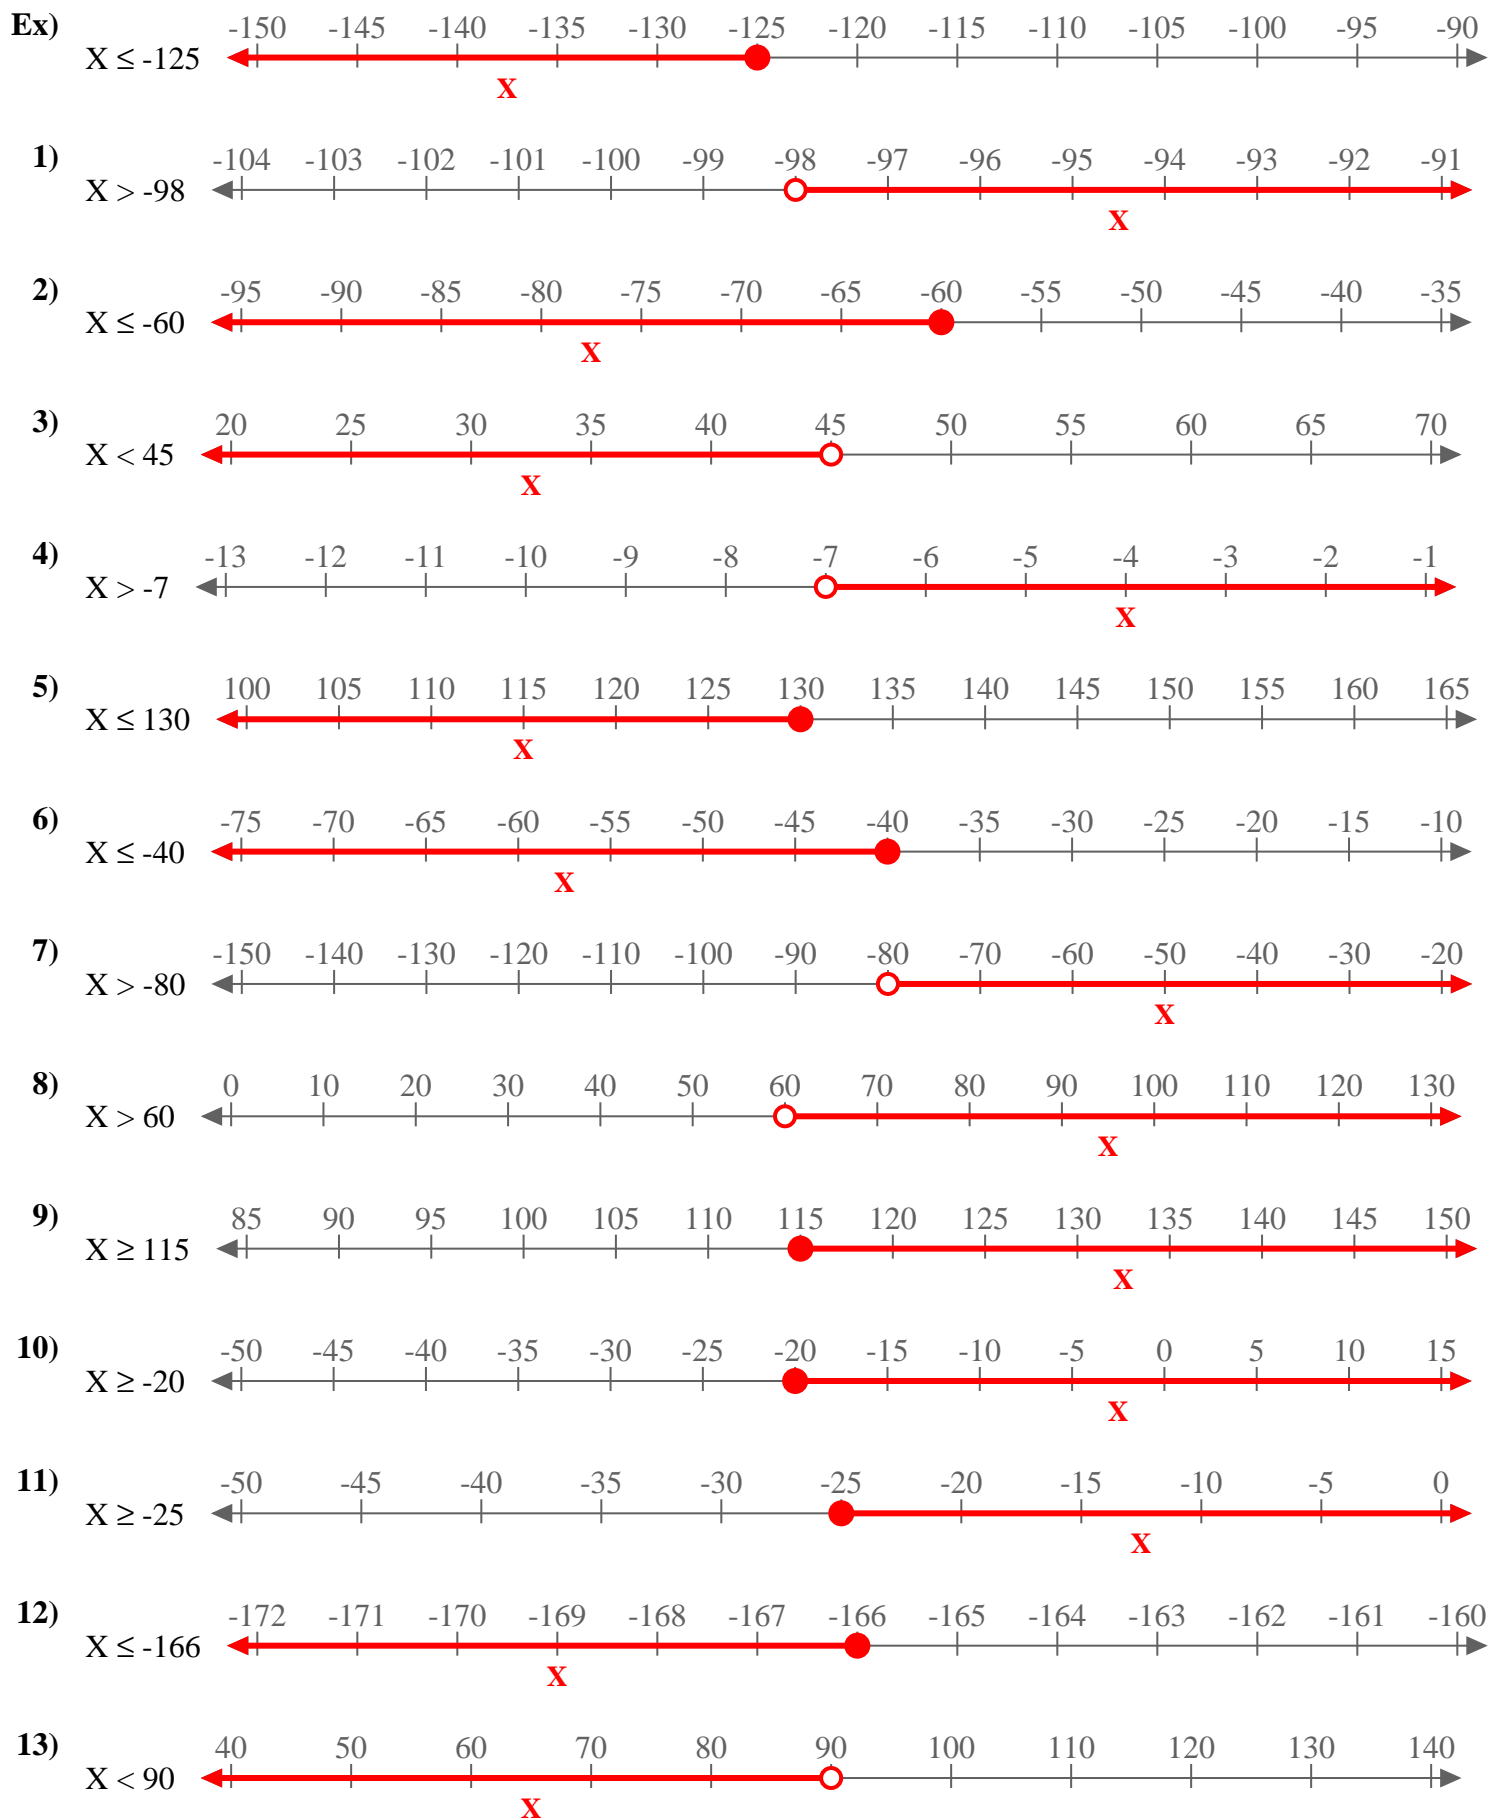 Ex) -150 -145 -140 -135 -130 -125 -120 -115 -110 -105 -100 -95 -90
X ≤ -125
X
1) -104 -103 -102 -101 -100 -99 -98 -97 -96 -95 -94 -93 -92 -91
X > -98
X
2) -95 -90 -85 -80 -75 -70 -65 -60 -55 -50 -45 -40 -35
X ≤ -60
X
3) 20 25 30 35 40 45 50 55 60 65 70
X < 45
X
4) -13 -12 -11 -10 -9 -8 -7 -6 -5 -4 -3 -2 -1
X > -7
X
5) 100 105 110 115 120 125 130 135 140 145 150 155 160 165
X ≤ 130
X
6) -75 -70 -65 -60 -55 -50 -45 -40 -35 -30 -25 -20 -15 -10
X ≤ -40
X
7) -150 -140 -130 -120 -110 -100 -90 -80 -70 -60 -50 -40 -30 -20
X > -80
X
8) 0 10 20 30 40 50 60 70 80 90 100 110 120 130
X > 60
X
9) 85 90 95 100 105 110 115 120 125 130 135 140 145 150
X ≥ 115
X
10) -50 -45 -40 -35 -30 -25 -20 -15 -10 -5 0 5 10 15
X ≥ -20
X
11) -50 -45 -40 -35 -30 -25 -20 -15 -10 -5 0
X ≥ -25
X
12) -172 -171 -170 -169 -168 -167 -166 -165 -164 -163 -162 -161 -160
X ≤ -166
X
13) 40 50 60 70 80 90 100 110 120 130 140
X < 90
X